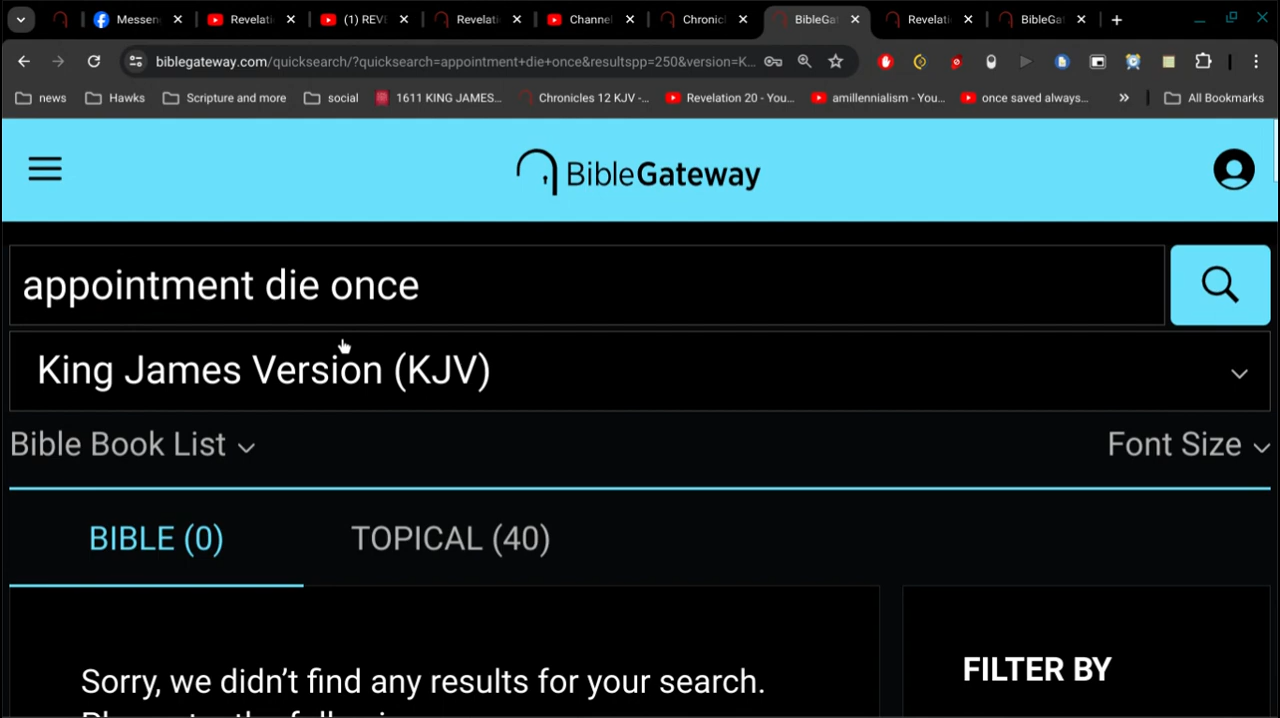 Messen
Revelati
(1) REVE
Revelati
Channel
Chronicl
BibleGat
Revelati
BibleGat
biblegateway.com/quicksearch/?quicksearch=appointment+die+once&resultspp=250&version=K...
news
Hawks
Scripture and more
social
1611 KING JAMES...
Chronicles 12 KJV -...
Revelation 20 - You...
amillennialism - You...
once saved always...
»
All Bookmarks
BibleGateway
appointment die once
King James Version (KJV)
Bible Book List
Font Size
BIBLE (0)
TOPICAL (40)
Sorry, we didn't find any results for your search.
FILTER BY